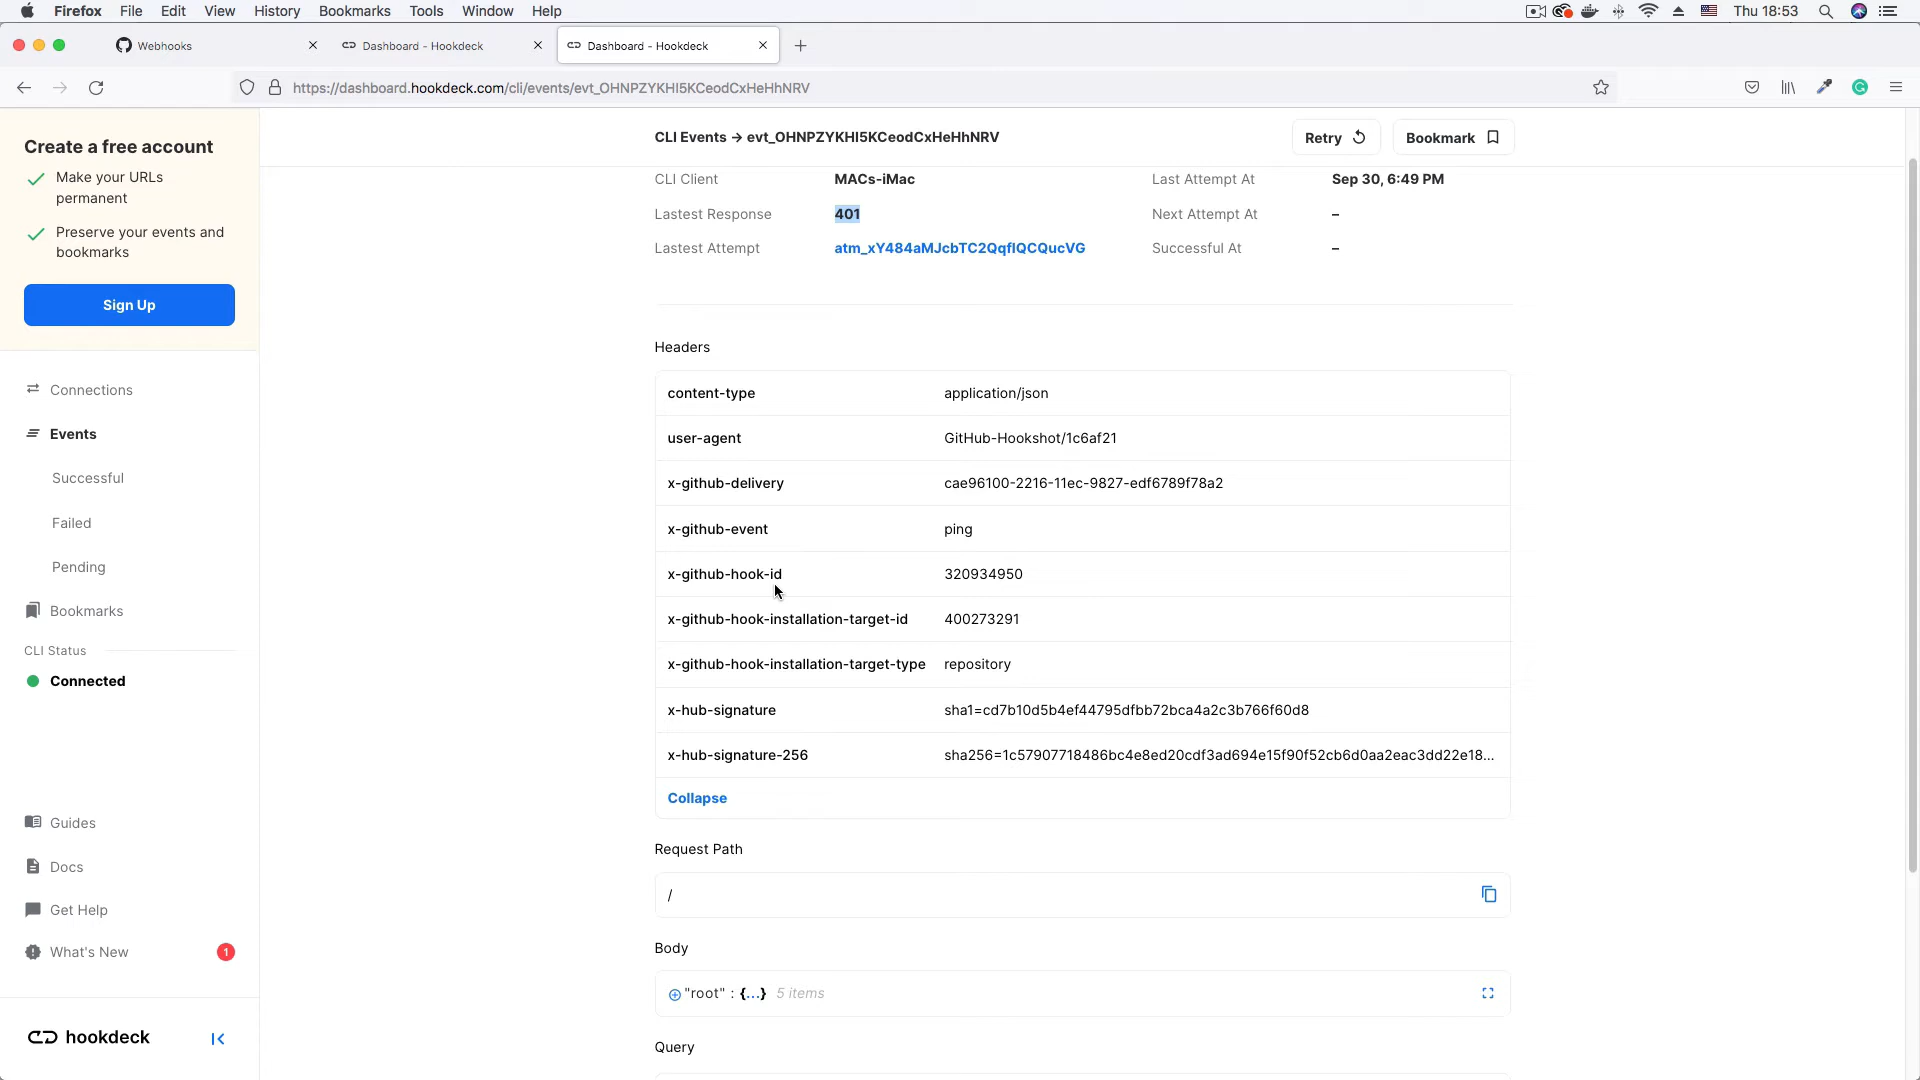 Firefox File Edit View History Bookmarks Tools Window Help Thu 18:53
Webhooks
Dashboard - Hookdeck
Dashboard - Hookdeck
https://dashboard.hookdeck.com/cli/events/evt_OHNPZYKHI5KCeodCxHeHhNRV
Create a free account
Make your URLs
permanent
Preserve your events and
bookmarks
Sign Up
Connections
Events
Successful
Failed
Pending
Bookmarks
CLI Status
Connected
Guides
Docs
Get Help
What's New 1
hookdeck
CLI Events → evt_OHNPZYKHI5KCeodCxHeHhNRV
Retry
Bookmark
CLI Client MACs-iMac
Last Attempt At Sep 30, 6:49 PM
Lastest Response 401
Next Attempt At –
Lastest Attempt atm_xY484aMJcbTC2QqfIQCQucVG
Successful At –
Headers
content-type application/json
user-agent GitHub-Hookshot/1c6af21
x-github-delivery cae96100-2216-11ec-9827-edf6789f78a2
x-github-event ping
x-github-hook-id 320934950
x-github-hook-installation-target-id 400273291
x-github-hook-installation-target-type repository
x-hub-signature sha1=cd7b10d5b4ef44795dfbb72bca4a2c3b766f60d8
x-hub-signature-256 sha256=1c57907718486bc4e8ed20cdf3ad694e15f90f52cb6d0aa2eac3dd22e18...
Collapse
Request Path
/
Body
"root" : {...} 5 items
Query